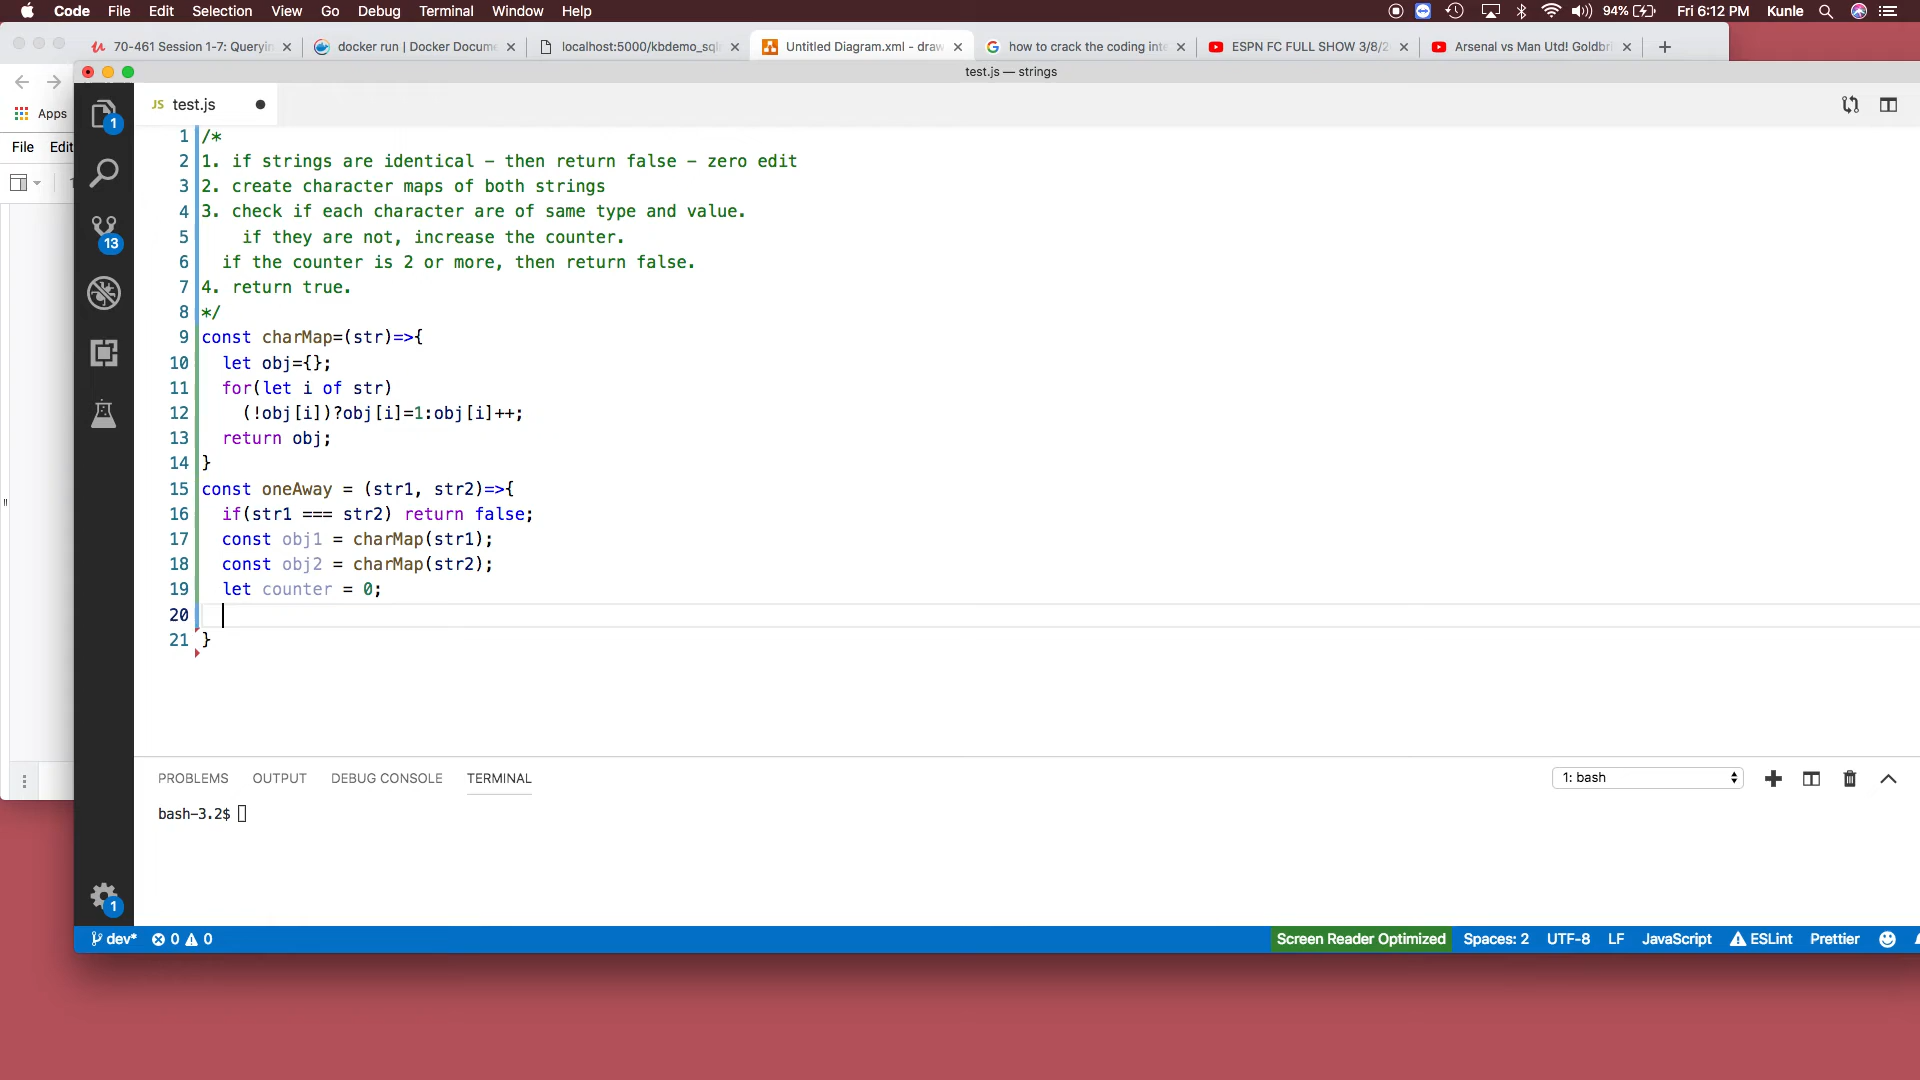 Code File Edit Selection View Go Debug Terminal Window Help 94% Fri 6:12 PM Kunle
70-461 Session 1-7: Queryin docker run | Docker Docume localhost:5000/kbdemo_sql Untitled Diagram.xml - draw how to crack the coding inte ESPN FC FULL SHOW 3/8/2 Arsenal vs Man Utd! Goldbri
test.js — strings
Apps
File Edit
JS test.js
1 /*
2 1. if strings are identical - then return false - zero edit
3 2. create character maps of both strings
4 3. check if each character are of same type and value.
5 if they are not, increase the counter.
6 if the counter is 2 or more, then return false.
7 4. return true.
8 */
9 const charMap=(str)=>{
10 let obj={};
11 for(let i of str)
12 (!obj[i])?obj[i]=1:obj[i]++;
13 return obj;
14 }
15 const oneAway = (str1, str2)=>{
16 if(str1 === str2) return false;
17 const obj1 = charMap(str1);
18 const obj2 = charMap(str2);
19 let counter = 0;
20
21 }
1
13
1
PROBLEMS OUTPUT DEBUG CONSOLE TERMINAL 1: bash
bash-3.2$
dev* 0 0 Screen Reader Optimized Spaces: 2 UTF-8 LF JavaScript ESLint Prettier